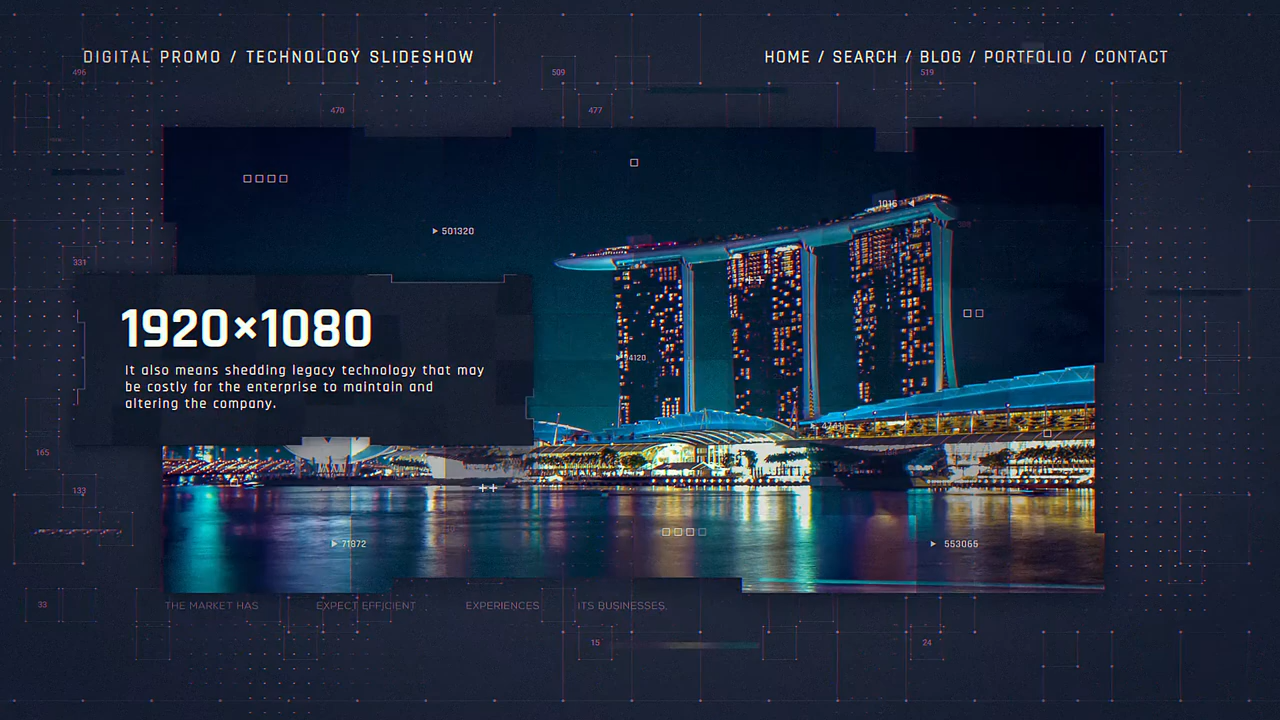 DIGITAL PROMO / TECHNOLOGY SLIDESHOW
HOME / SEARCH / BLOG / PORTFOLIO / CONTACT
496
509
519
470
477
1016
501320
331
1920×1080
It also means shedding legacy technology that may
be costly for the enterprise to maintain and
altering the company.
165
133
71872
553065
33
THE MARKET HAS EXPECT EFFICIENT EXPERIENCES ITS BUSINESSES.
15
24